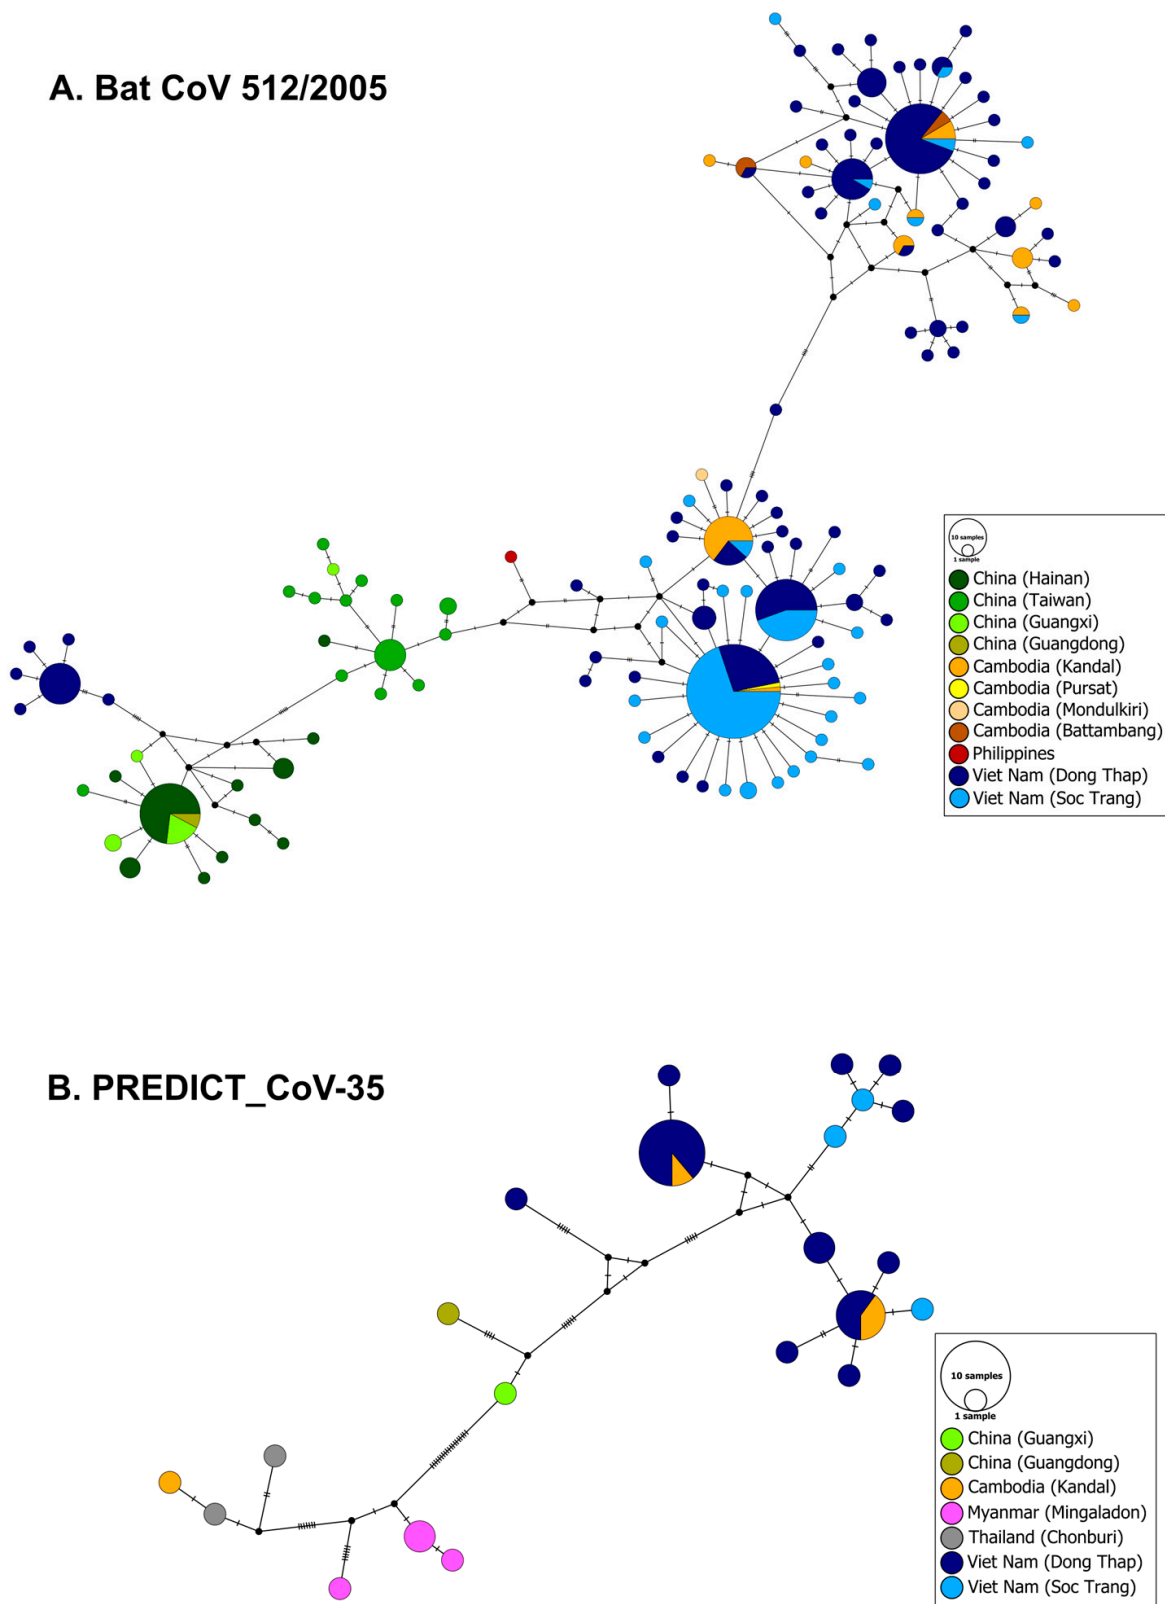 A. Bat CoV 512/2005
10 samples
1 sample
China (Hainan)
China (Taiwan)
China (Guangxi)
China (Guangdong)
Cambodia (Kandal)
Cambodia (Pursat)
Cambodia (Mondulkiri)
Cambodia (Battambang)
Philippines
Viet Nam (Dong Thap)
Viet Nam (Soc Trang)
B. PREDICT_CoV-35
10 samples
1 sample
China (Guangxi)
China (Guangdong)
Cambodia (Kandal)
Myanmar (Mingaladon)
Thailand (Chonburi)
Viet Nam (Dong Thap)
Viet Nam (Soc Trang)